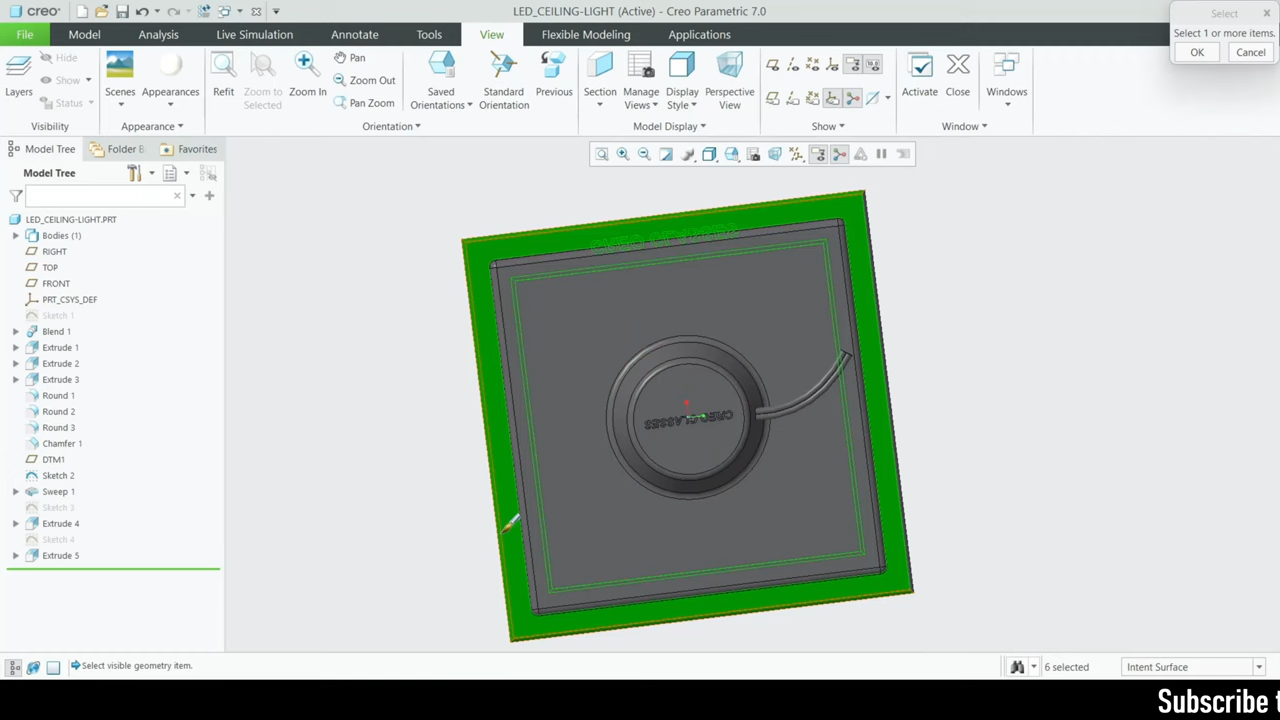 creo
LED_CEILING-LIGHT (Active) - Creo Parametric 7.0
Select
Select 1 or more items.
OK
Cancel
File
Model
Analysis
Live Simulation
Annotate
Tools
View
Flexible Modeling
Applications
Layers
Hide
Show
Status
Visibility
Scenes
Appearances
Appearance
Refit
Zoom to Selected
Zoom In
Pan
Zoom Out
Pan Zoom
Saved Orientations
Standard Orientation
Previous
Orientation
Section
Manage Views
Display Style
Perspective View
Model Display
Show
Activate
Close
Windows
Window
Model Tree
Folder B
Favorites
Model Tree
LED_CEILING-LIGHT.PRT
Bodies (1)
RIGHT
TOP
FRONT
PRT_CSYS_DEF
Sketch 1
Blend 1
Extrude 1
Extrude 2
Extrude 3
Round 1
Round 2
Round 3
Chamfer 1
DTM1
Sketch 2
Sweep 1
Sketch 3
Extrude 4
Sketch 4
Extrude 5
CREO CLASSES
Select visible geometry item.
6 selected
Intent Surface
Subscribe t